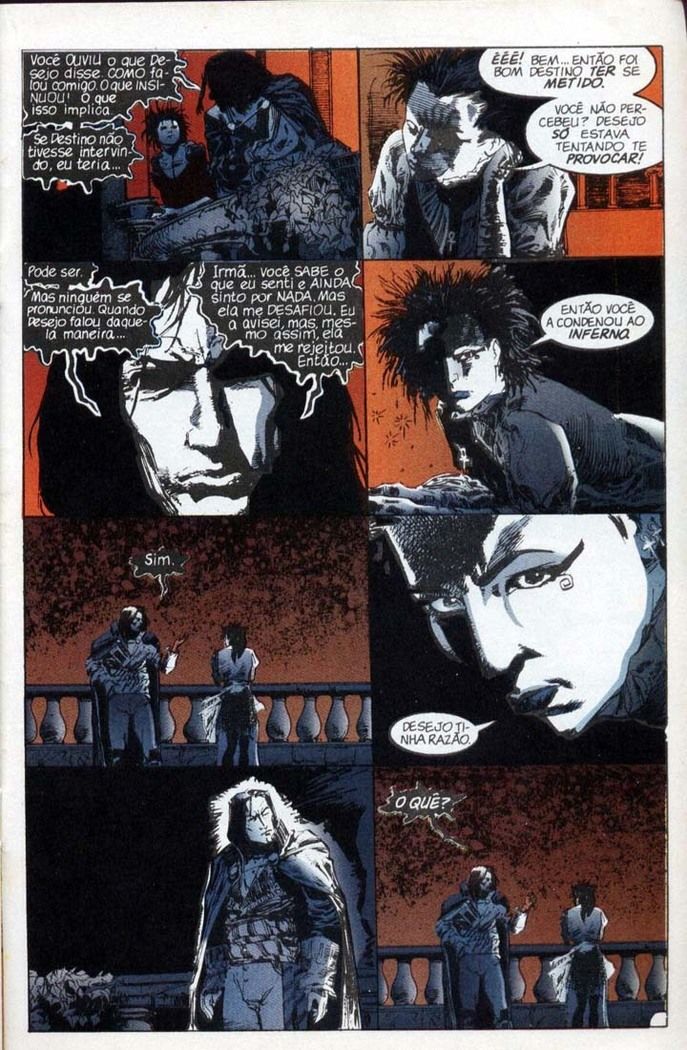 VOCÊ OUVIU O QUE DE-
SEJO DISSE. COMO FA-
LOU COMIGO. O QUE INSI-
NUOU! O QUE
ISSO IMPLICA.
SE DESTINO NÃO
TIVESSE INTERVIN-
DO, EU TERIA...
ÊÊÊ! BEM... ENTÃO FOI
BOM DESTINO TER SE
METIDO.
VOCÊ NÃO PER-
CEBEU? DESEJO
SÓ ESTAVA
TENTANDO TE
PROVOCAR!
PODE SER.
MAS NINGUÉM SE
PRONUNCIOU. QUANDO
DESEJO FALOU DAQUE-
LA MANEIRA...
IRMÃ... VOCÊ SABE O
QUE EU SENTI E AINDA
SINTO POR NADA. MAS
ELA ME DESAFIOU. EU
A AVISEI, MAS, MES-
MO ASSIM, ELA
ME REJEITOU.
ENTÃO...
ENTÃO VOCÊ
A CONDENOU AO
INFERNO.
SIM.
DESEJO TI-
NHA RAZÃO.
O QUÊ?